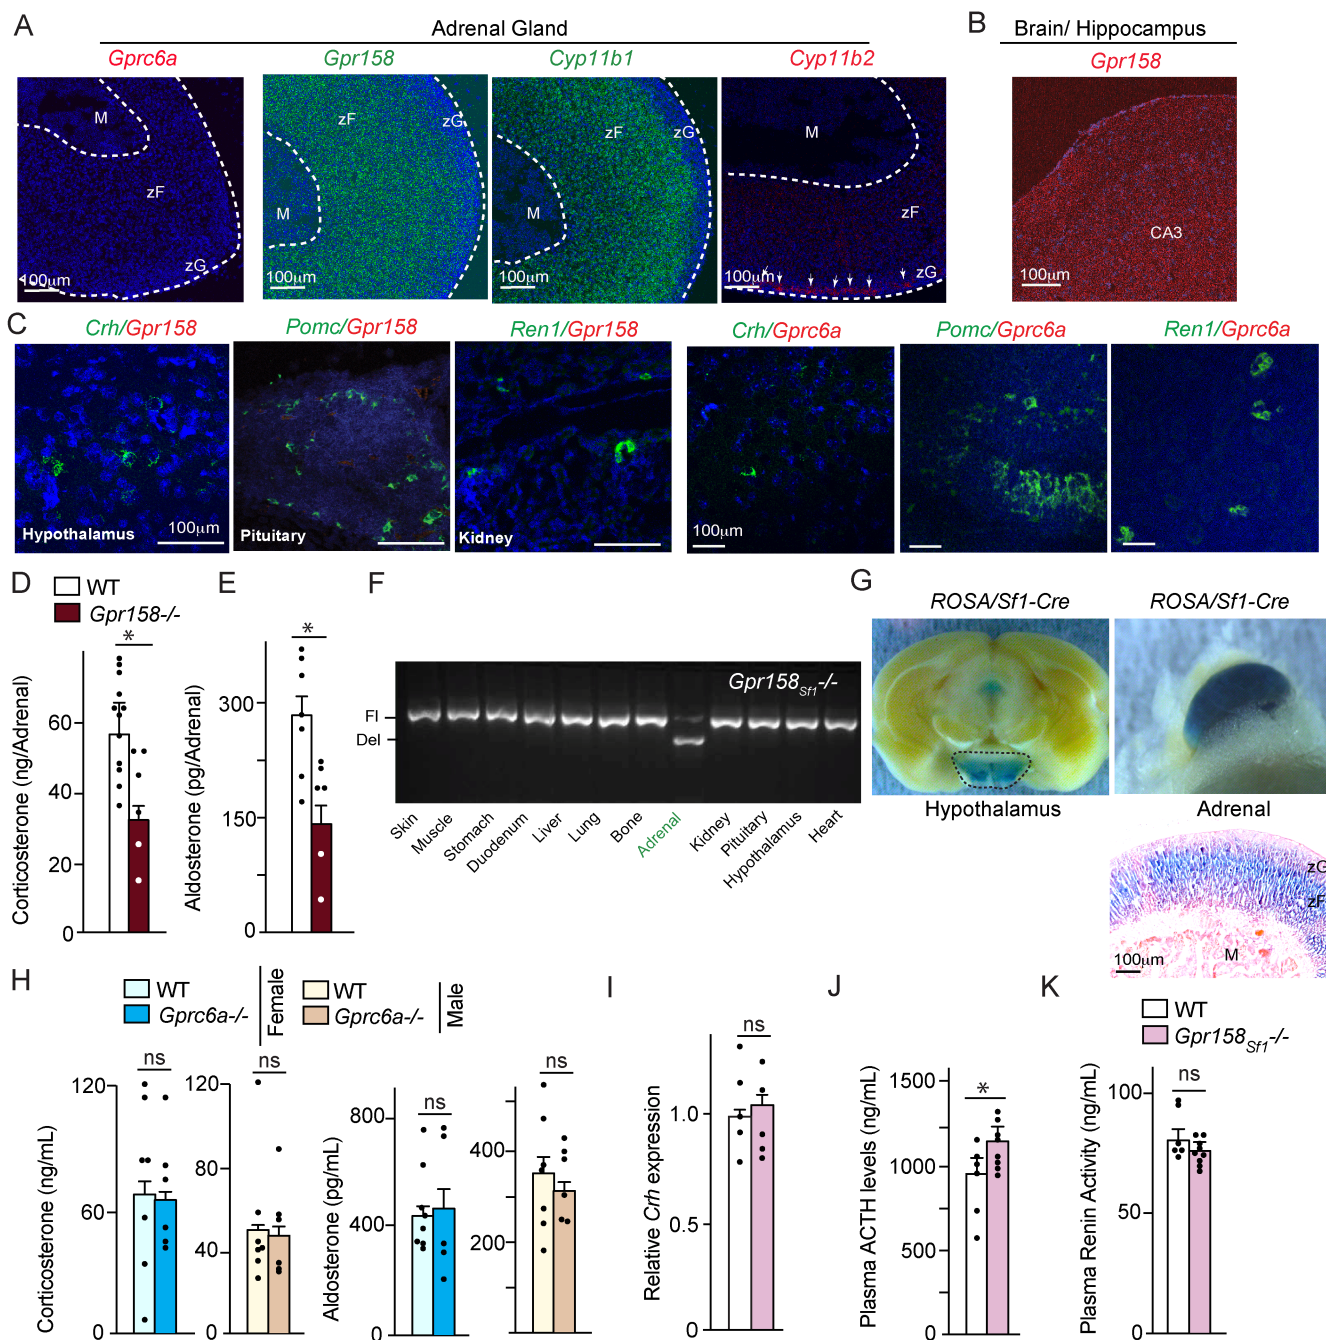 A
Adrenal Gland
B
Brain/ Hippocampus
Gprc6a
Gpr158
Cyp11b1
Cyp11b2
Gpr158
M
zF
zG
100μm
zF
zG
M
100μm
zF
zG
M
100μm
M
zF
zG
100μm
CA3
100μm
C
Crh/Gpr158
Pomc/Gpr158
Ren1/Gpr158
Crh/Gprc6a
Pomc/Gprc6a
Ren1/Gprc6a
Hypothalamus
100μm
Pituitary
Kidney
100μm
D
WT
Gpr158-/-
*
Corticosterone (ng/Adrenal)
60
40
20
0
E
*
Aldosterone (pg/Adrenal)
300
150
0
F
Gpr158Sf1-/-
Fl
Del
Skin
Muscle
Stomach
Duodenum
Liver
Lung
Bone
Adrenal
Kidney
Pituitary
Hypothalamus
Heart
G
ROSA/Sf1-Cre
ROSA/Sf1-Cre
Hypothalamus
Adrenal
zG
zF
M
100μm
H
WT
Gprc6a-/-
Female
WT
Gprc6a-/-
Male
ns
Corticosterone (ng/mL)
120
60
0
ns
120
80
40
0
ns
Aldosterone (pg/mL)
800
400
0
ns
400
200
I
ns
Relative Crh expression
1.0
0.5
0
J
*
Plasma ACTH levels (ng/mL)
1500
1000
500
0
K
WT
Gpr158Sf1-/-
ns
Plasma Renin Activity (ng/mL)
100
50
0